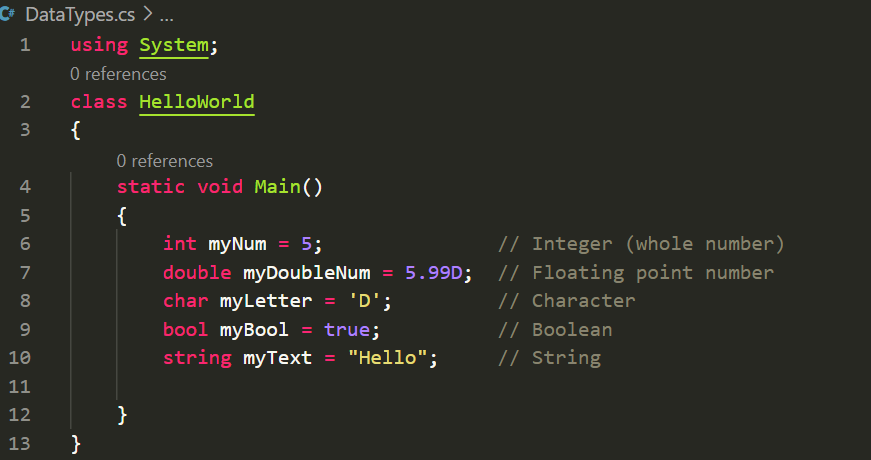 C# DataTypes.cs > ...
1 using System;
0 references
2 class HelloWorld
3 {
0 references
4     static void Main()
5     {
6         int myNum = 5;               // Integer (whole number)
7         double myDoubleNum = 5.99D;  // Floating point number
8         char myLetter = 'D';         // Character
9         bool myBool = true;          // Boolean
10         string myText = "Hello";     // String
11
12     }
13 }